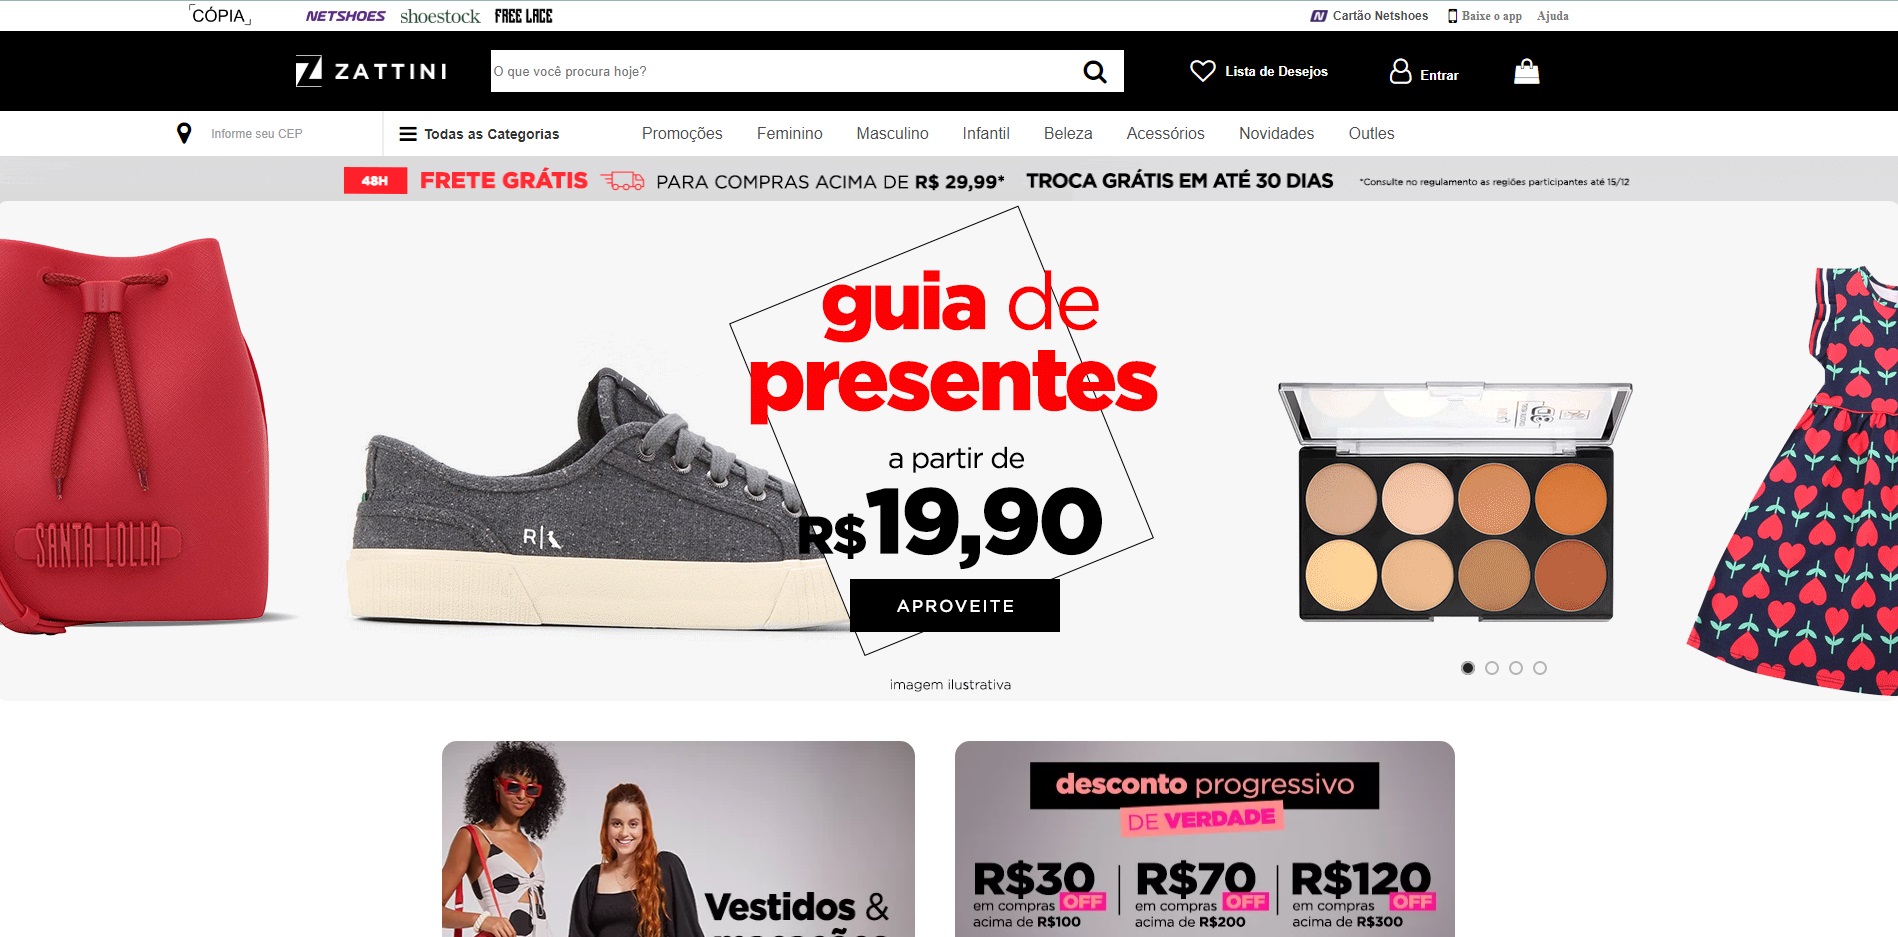 CÓPIA NETSHOES shoestock FREE LACE Cartão Netshoes Baixe o app Ajuda
ZATTINI O que você procura hoje? Lista de Desejos Entrar
Informe seu CEP Todas as Categorias Promoções Feminino Masculino Infantil Beleza Acessórios Novidades Outles
48H FRETE GRÁTIS PARA COMPRAS ACIMA DE R$ 29,99* TROCA GRÁTIS EM ATÉ 30 DIAS *Consulte no regulamento as regiões participantes até 15/12
guia de
presentes
a partir de
R$19,90
APROVEITE
imagem ilustrativa
SANTA LOLLA
R|
Vestidos &
desconto progressivo
DE VERDADE
R$30 OFF
em compras
acima de R$100
R$70 OFF
em compras
acima de R$200
R$120 OFF
em compras
acima de R$300